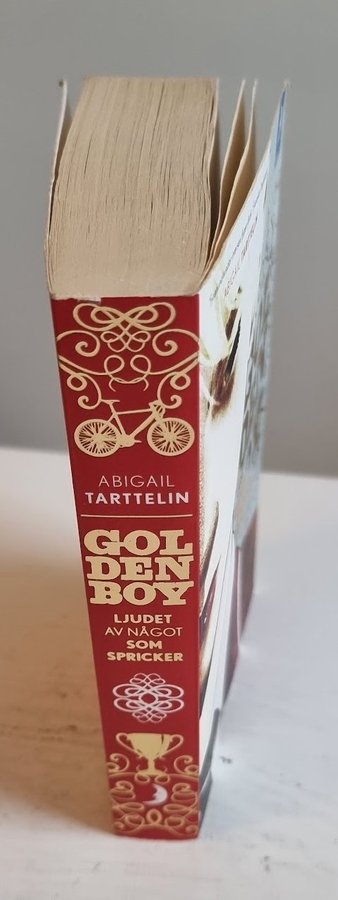 ABIGAIL
TARTTELIN
GOL
DEN
BOY
LJUDET
AV NÅGOT
SOM
SPRICKER